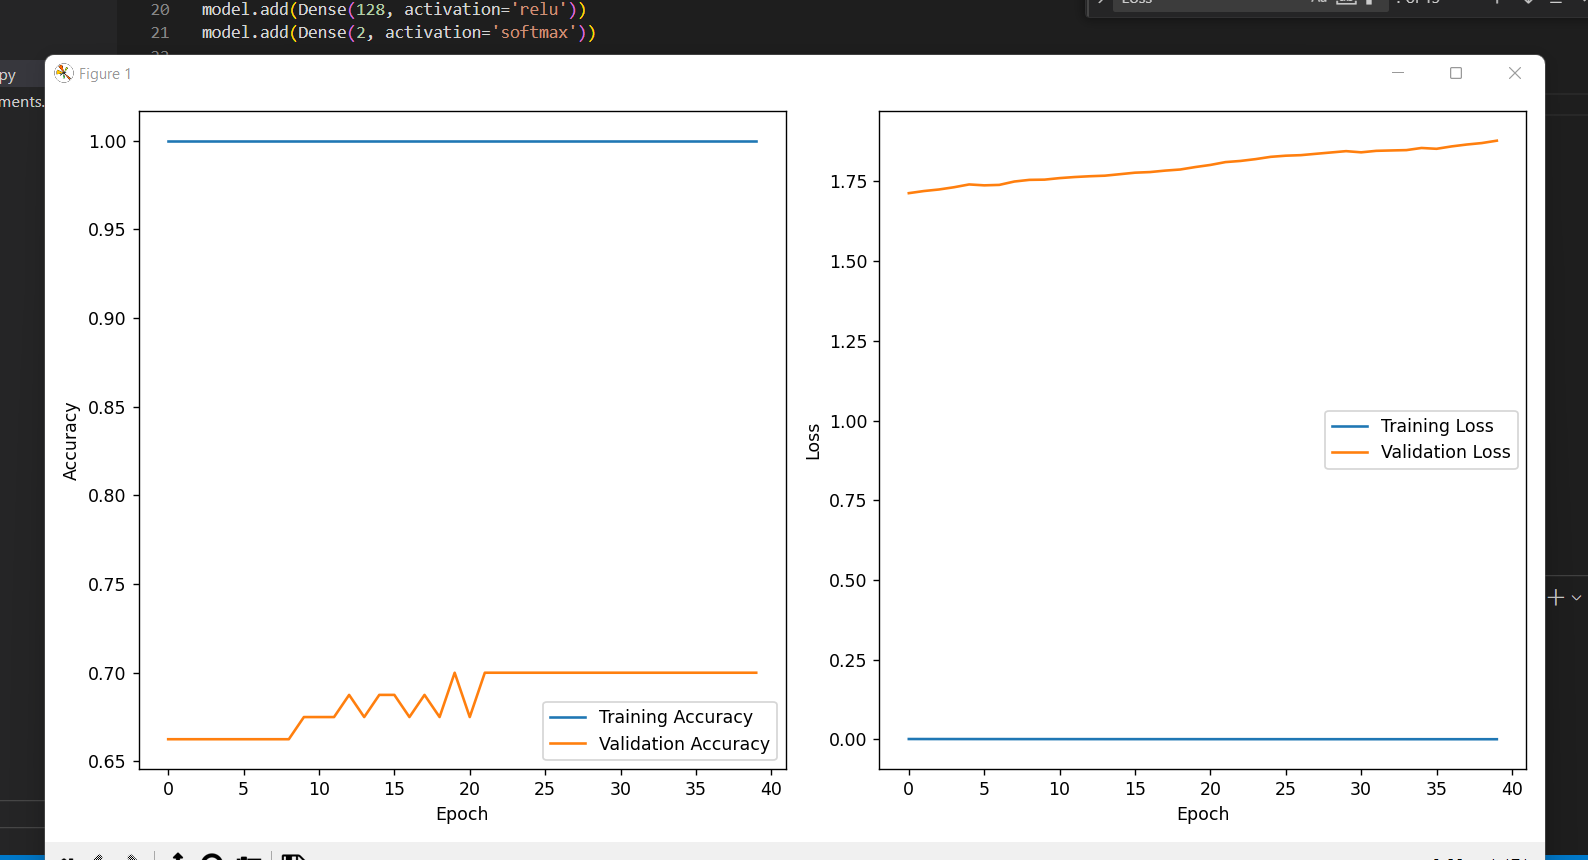 20 model.add(Dense(128, activation='relu'))
21 model.add(Dense(2, activation='softmax'))
py
ments.
Figure 1
1.00
0.95
0.90
0.85
0.80
0.75
0.70
0.65
Accuracy
0 5 10 15 20 25 30 35 40
Epoch
Training Accuracy
Validation Accuracy
1.75
1.50
1.25
1.00
0.75
0.50
0.25
0.00
Loss
0 5 10 15 20 25 30 35 40
Epoch
Training Loss
Validation Loss